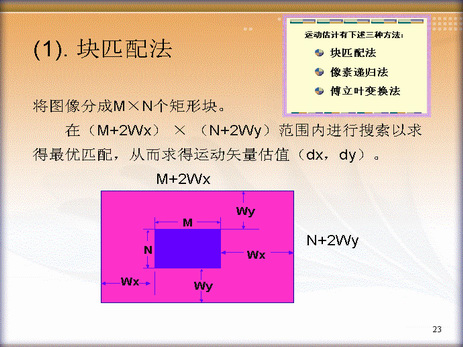 (1). 块匹配法
运动估计有下述三种方法:
块匹配法
像素递归法
傅立叶变换法
将图像分成M×N个矩形块。
在（M+2Wx） × （N+2Wy）范围内进行搜索以求
得最优匹配，从而求得运动矢量估值（dx，dy）。
M+2Wx
Wy
M
N
Wx
N+2Wy
Wx
Wy
23